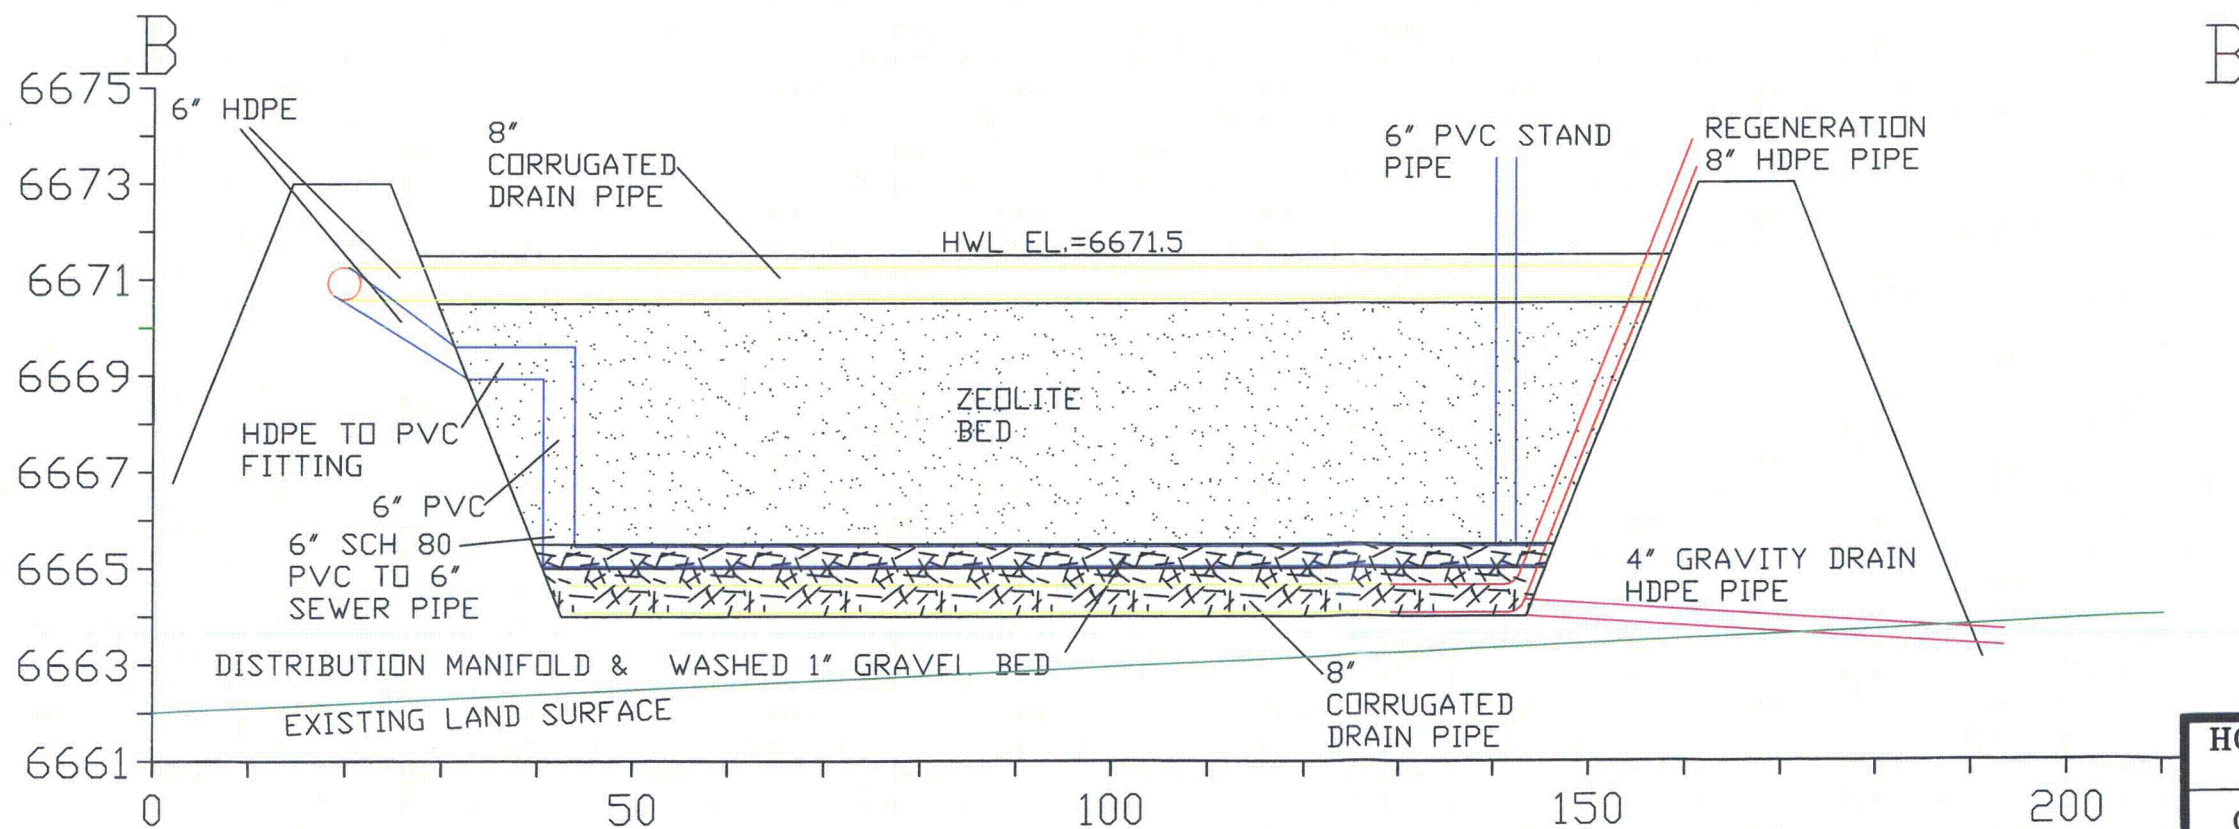 B
B
6675
6673
6671
6669
6667
6665
6663
6661
6" HDPE
8"
CORRUGATED
DRAIN PIPE
6" PVC STAND
PIPE
REGENERATION
8" HDPE PIPE
HWL EL.=6671.5
ZEOLITE
BED
HDPE TO PVC
FITTING
6" PVC
6" SCH 80
PVC TO 6"
SEWER PIPE
4" GRAVITY DRAIN
HDPE PIPE
DISTRIBUTION MANIFOLD & WASHED 1" GRAVEL BED
8"
CORRUGATED
DRAIN PIPE
EXISTING LAND SURFACE
0 50 100 150 200